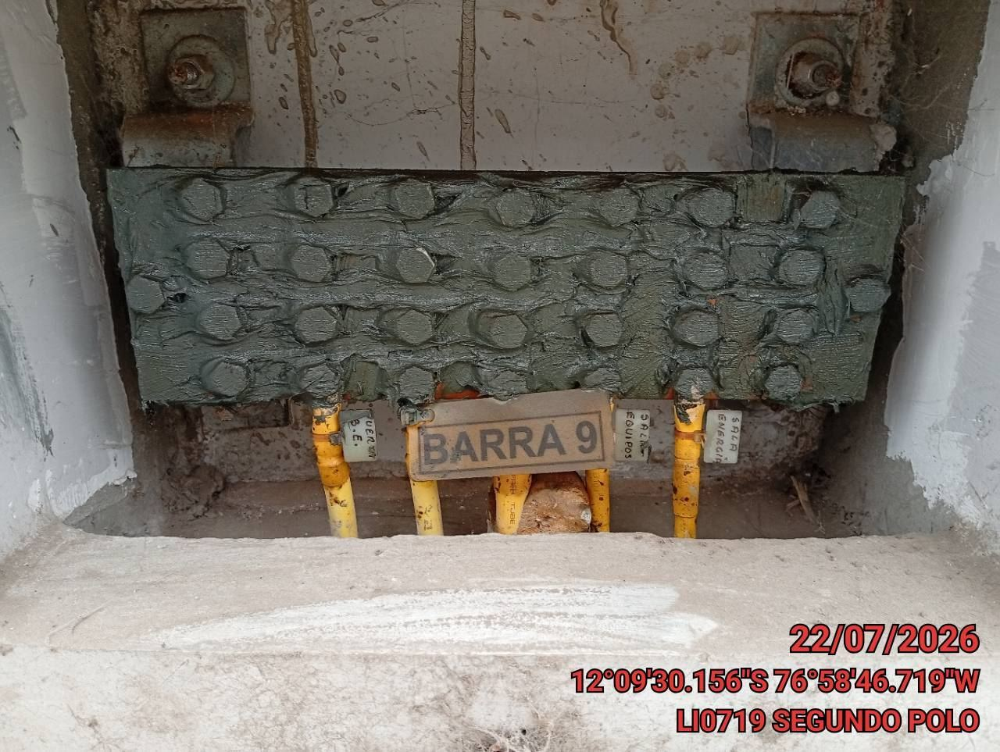 BARRA 9
B.E.
SALA
EQUIPOS
SALA
ENERGIA
TUBE
22/07/2026
12°09'30.156"S 76°58'46.719"W
LI0719 SEGUNDO POLO